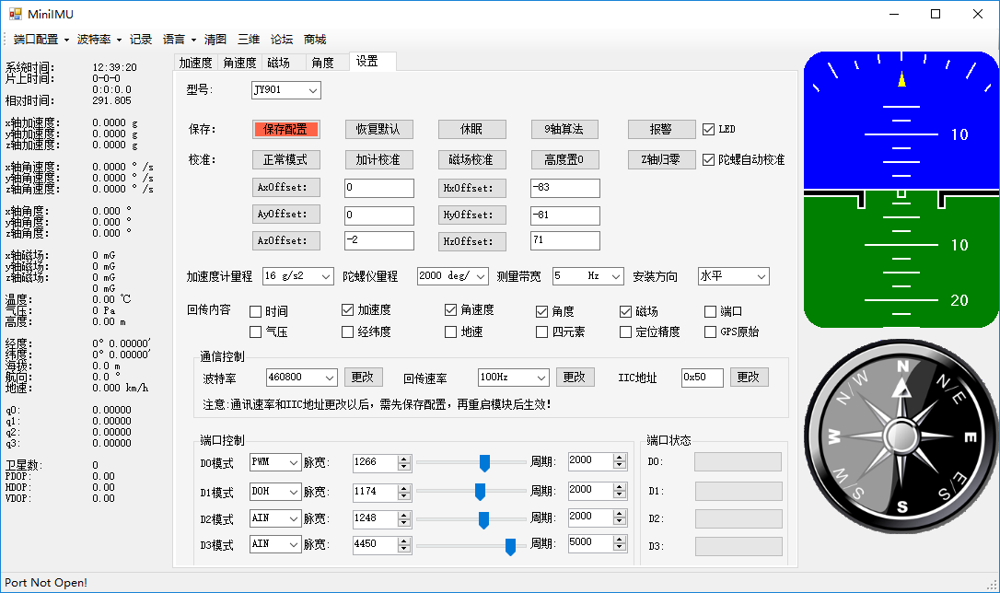 MiniIMU
端口配置 波特率 记录 语言 清图 三维 论坛 商城
加速度 角速度 磁场 角度 设置
系统时间: 12:39:20
片上时间: 0-0-0
0:0:0.0
相对时间: 291.805
x轴加速度: 0.0000 g
y轴加速度: 0.0000 g
z轴加速度: 0.0000 g
x轴角速度: 0.0000 °/s
y轴角速度: 0.0000 °/s
z轴角速度: 0.0000 °/s
x轴角度: 0.000 °
y轴角度: 0.000 °
z轴角度: 0.000 °
x轴磁场: 0 mG
y轴磁场: 0 mG
z轴磁场: 0 mG
0 mG
温度: 0.00 ℃
气压: 0 Pa
高度: 0.00 m
经度: 0° 0.00000'
纬度: 0° 0.00000'
海拔: 0.0 m
航向: 0.0 °
地速: 0.000 km/h
q0: 0.00000
q1: 0.00000
q2: 0.00000
q3: 0.00000
卫星数: 0
PDOP: 0.00
HDOP: 0.00
VDOP: 0.00
型号: JY901
保存: 保存配置 恢复默认 休眠 9轴算法 报警 LED
校准: 正常模式 加计校准 磁场校准 高度置0 Z轴归零 陀螺自动校准
AxOffset: 0 HxOffset: -83
AyOffset: 0 HyOffset: -81
AzOffset: -2 HzOffset: 71
加速度计量程 16 g/s2 陀螺仪量程 2000 deg/ 测量带宽 5 Hz 安装方向 水平
回传内容 时间 加速度 角速度 角度 磁场 端口
气压 经纬度 地速 四元素 定位精度 GPS原始
通信控制
波特率 460800 更改 回传速率 100Hz 更改 IIC地址 0x50 更改
注意:通讯速率和IIC地址更改以后，需先保存配置，再重启模块后生效!
端口控制
D0模式 PWM 脉宽: 1266 周期: 2000
D1模式 DOH 脉宽: 1174 周期: 2000
D2模式 AIN 脉宽: 1248 周期: 2000
D3模式 AIN 脉宽: 4450 周期: 5000
端口状态
D0:
D1:
D2:
D3:
10
10
20
N
N/W N/E
W E
S/W S/E
S
Port Not Open!